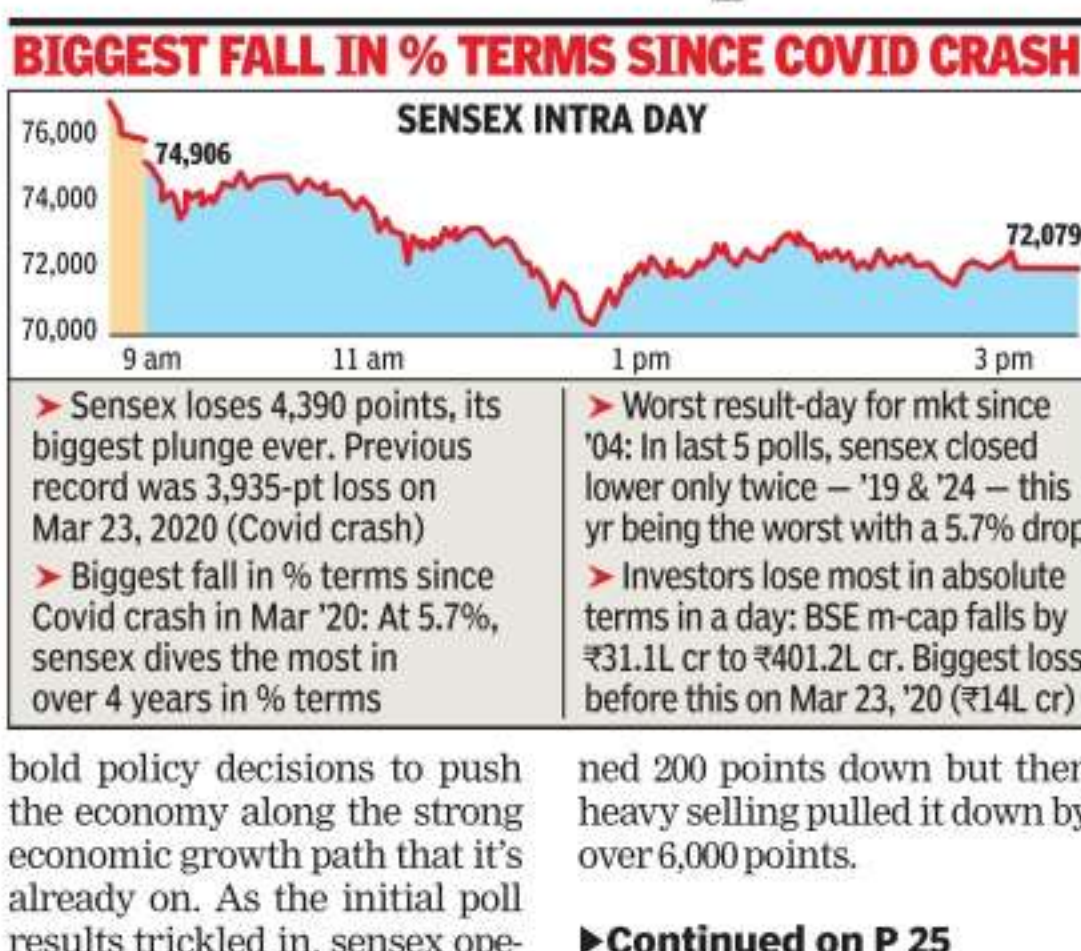 BIGGEST FALL IN % TERMS SINCE COVID CRASH
SENSEX INTRA DAY
76,000
74,000
72,000
70,000
74,906
72,079
9 am 11 am 1 pm 3 pm
➤ Sensex loses 4,390 points, its
biggest plunge ever. Previous
record was 3,935-pt loss on
Mar 23, 2020 (Covid crash)
➤ Biggest fall in % terms since
Covid crash in Mar ’20: At 5.7%,
sensex dives the most in
over 4 years in % terms
➤ Worst result-day for mkt since
’04: In last 5 polls, sensex closed
lower only twice — ’19 & ’24 — this
yr being the worst with a 5.7% drop
➤ Investors lose most in absolute
terms in a day: BSE m-cap falls by
₹31.1L cr to ₹401.2L cr. Biggest loss
before this on Mar 23, ’20 (₹14L cr)
bold policy decisions to push
the economy along the strong
economic growth path that it’s
already on. As the initial poll
results trickled in, sensex ope-
ned 200 points down but then
heavy selling pulled it down by
over 6,000 points.
▶Continued on P 25